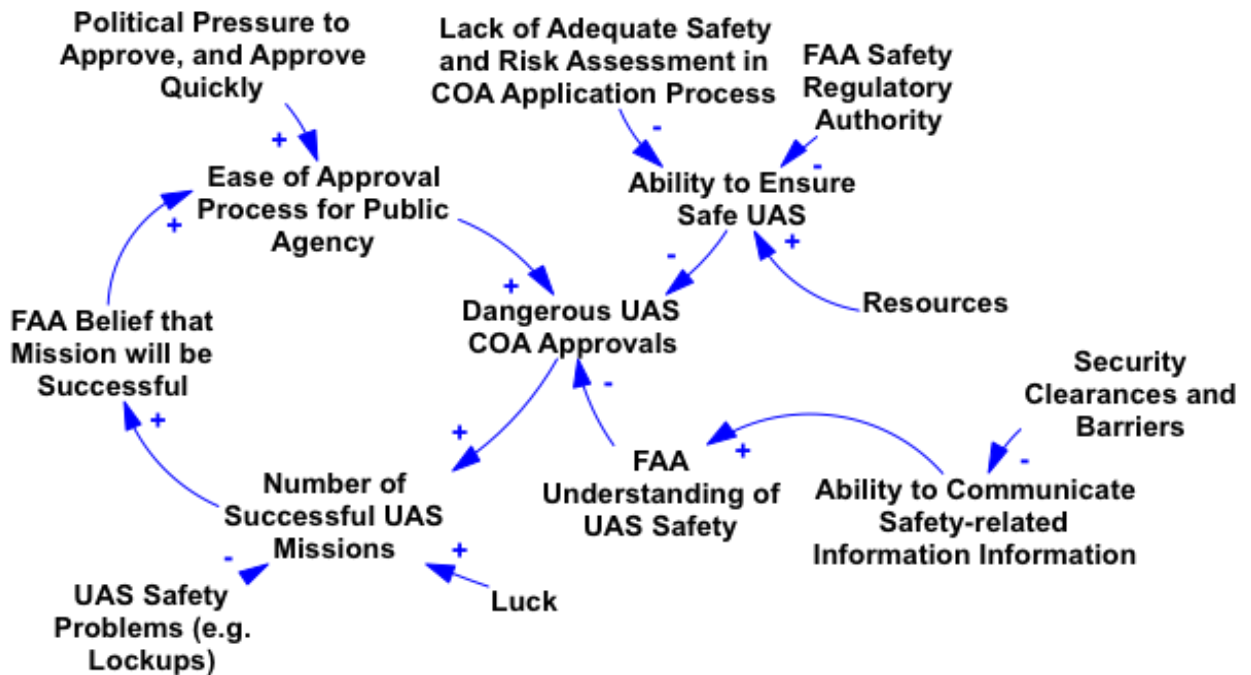 Political Pressure to
Approve, and Approve
Quickly
Lack of Adequate Safety
and Risk Assessment in
COA Application Process
FAA Safety
Regulatory
Authority
+
-
-
Ease of Approval
Process for Public
Agency
Ability to Ensure
Safe UAS
+
+
-
+
Resources
Dangerous UAS
COA Approvals
FAA Belief that
Mission will be
Successful
-
Security
Clearances and
Barriers
+
+
+
-
FAA
Understanding of
UAS Safety
Ability to Communicate
Safety-related
Information Information
Number of
Successful UAS
Missions
-
+
UAS Safety
Problems (e.g.
Lockups)
Luck